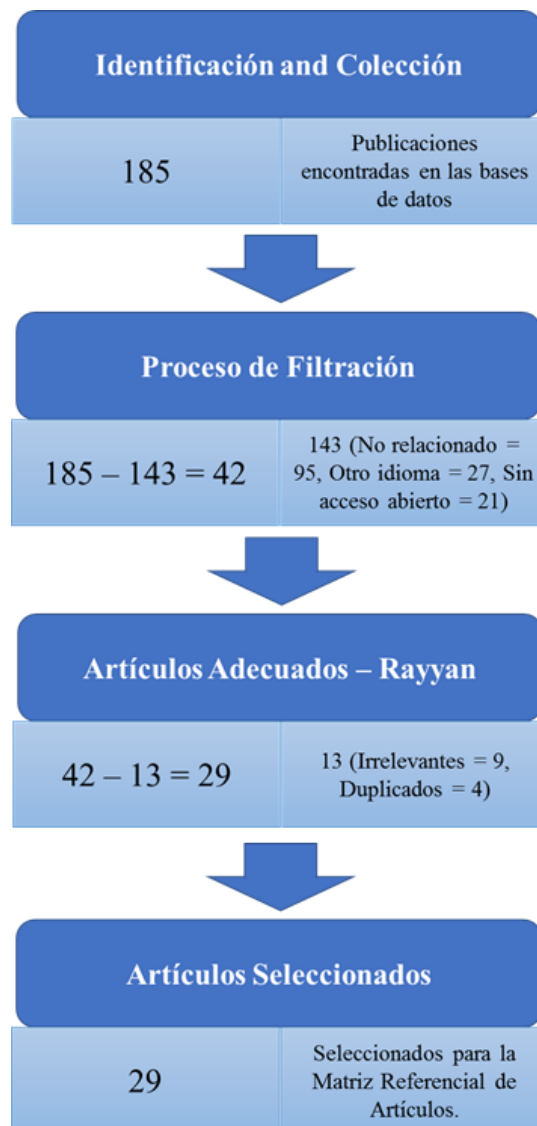 Identificación and Colección
185
Publicaciones
encontradas en las bases
de datos
Proceso de Filtración
185 – 143 = 42
143 (No relacionado =
95, Otro idioma = 27, Sin
acceso abierto = 21)
Artículos Adecuados – Rayyan
42 – 13 = 29
13 (Irrelevantes = 9,
Duplicados = 4)
Artículos Seleccionados
29
Seleccionados para la
Matriz Referencial de
Artículos.